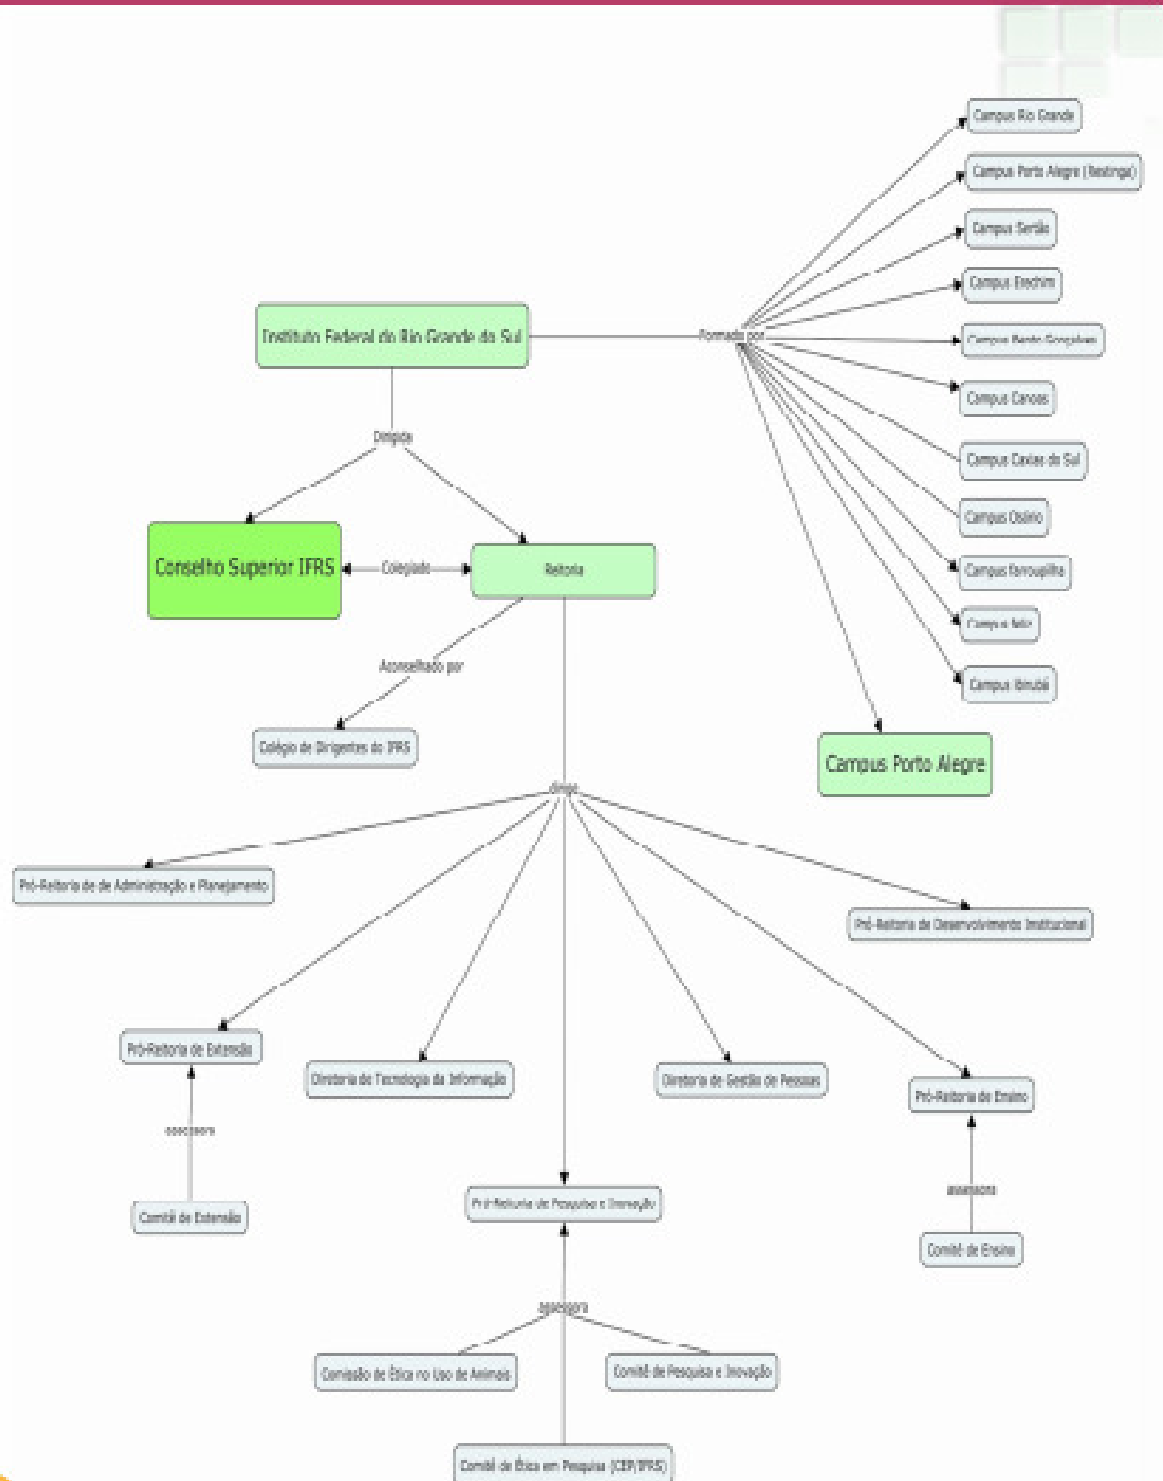 Campus Rio Grande
Campus Porto Alegre (Restinga)
Campus Sertão
Campus Erechim
Instituto Federal do Rio Grande do Sul
Formado por
Campus Bento Gonçalves
Campus Canoas
Dirigido
Campus Caxias do Sul
Campus Osório
Conselho Superior IFRS
Colegiado
Reitoria
Campus Farroupilha
Campus Feliz
Aconselhado por
Campus Ibirubá
Colégio de Dirigentes do IFRS
Campus Porto Alegre
dirige
Pró-Reitoria de de Administração e Planejamento
Pró-Reitoria de Desenvolvimento Institucional
Pró-Reitoria de Extensão
Diretoria de Tecnologia da Informação
Diretoria de Gestão de Pessoas
Pró-Reitoria de Ensino
assessora
assessora
Pró-Reitoria de Pesquisa e Inovação
Comitê de Extensão
Comitê de Ensino
assessora
Comissão de Ética no Uso de Animais
Comitê de Pesquisa e Inovação
Comitê de Ética em Pesquisa (CEP/IFRS)